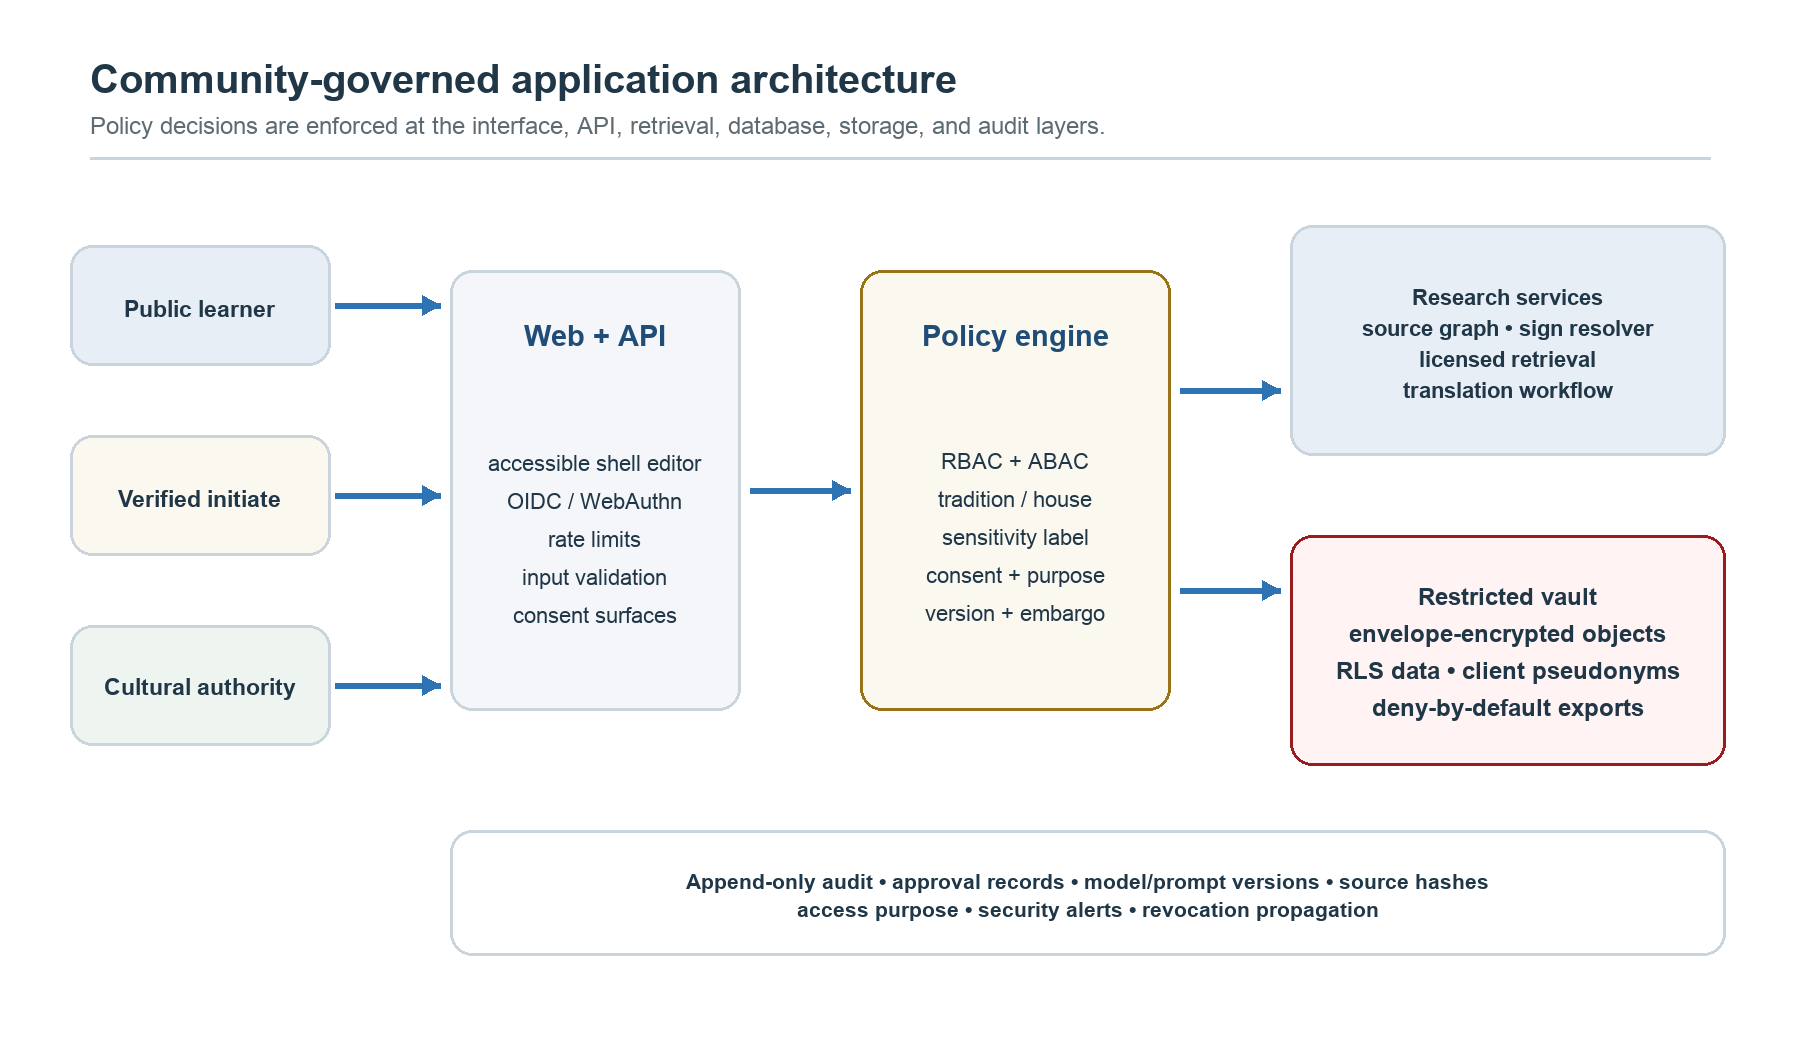 Community-governed application architecture
Policy decisions are enforced at the interface, API, retrieval, database, storage, and audit layers.
Public learner
Verified initiate
Cultural authority
Web + API
accessible shell editor
OIDC / WebAuthn
rate limits
input validation
consent surfaces
Policy engine
RBAC + ABAC
tradition / house
sensitivity label
consent + purpose
version + embargo
Research services
source graph • sign resolver
licensed retrieval
translation workflow
Restricted vault
envelope-encrypted objects
RLS data • client pseudonyms
deny-by-default exports
Append-only audit • approval records • model/prompt versions • source hashes
access purpose • security alerts • revocation propagation